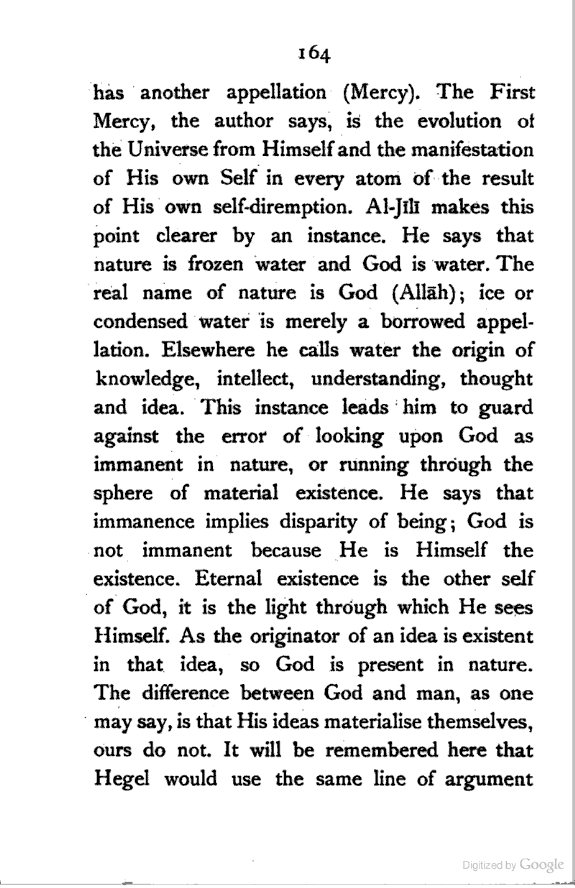 164
has another appellation (Mercy). The First
Mercy, the author says, is the evolution of
the Universe from Himself and the manifestation
of His own Self in every atom of the result
of His own self-diremption. Al-Jīlī makes this
point clearer by an instance. He says that
nature is frozen water and God is water. The
real name of nature is God (Allāh); ice or
condensed water is merely a borrowed appel-
lation. Elsewhere he calls water the origin of
knowledge, intellect, understanding, thought
and idea. This instance leads him to guard
against the error of looking upon God as
immanent in nature, or running through the
sphere of material existence. He says that
immanence implies disparity of being; God is
not immanent because He is Himself the
existence. Eternal existence is the other self
of God, it is the light through which He sees
Himself. As the originator of an idea is existent
in that idea, so God is present in nature.
The difference between God and man, as one
may say, is that His ideas materialise themselves,
ours do not. It will be remembered here that
Hegel would use the same line of argument
Digitized by Google